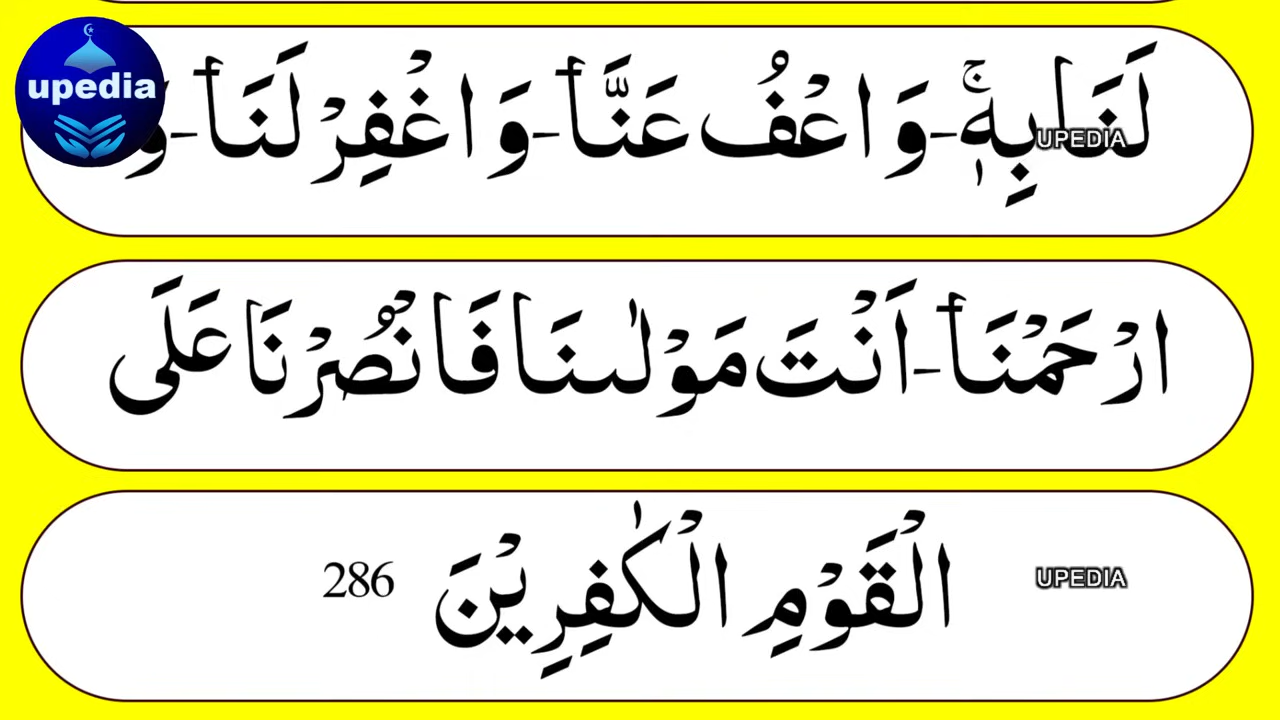 upedia
لَنَا بِهٖۚ-وَ اعْفُ عَنَّاٙ-وَ اغْفِرْ لَنَاٙ-وَ
UPEDIA
ارْحَمْنَاٙ-اَنْتَ مَوْلٰىنَا فَانْصُرْنَا عَلَى
الْقَوْمِ الْكٰفِرِیْنَ 286
UPEDIA